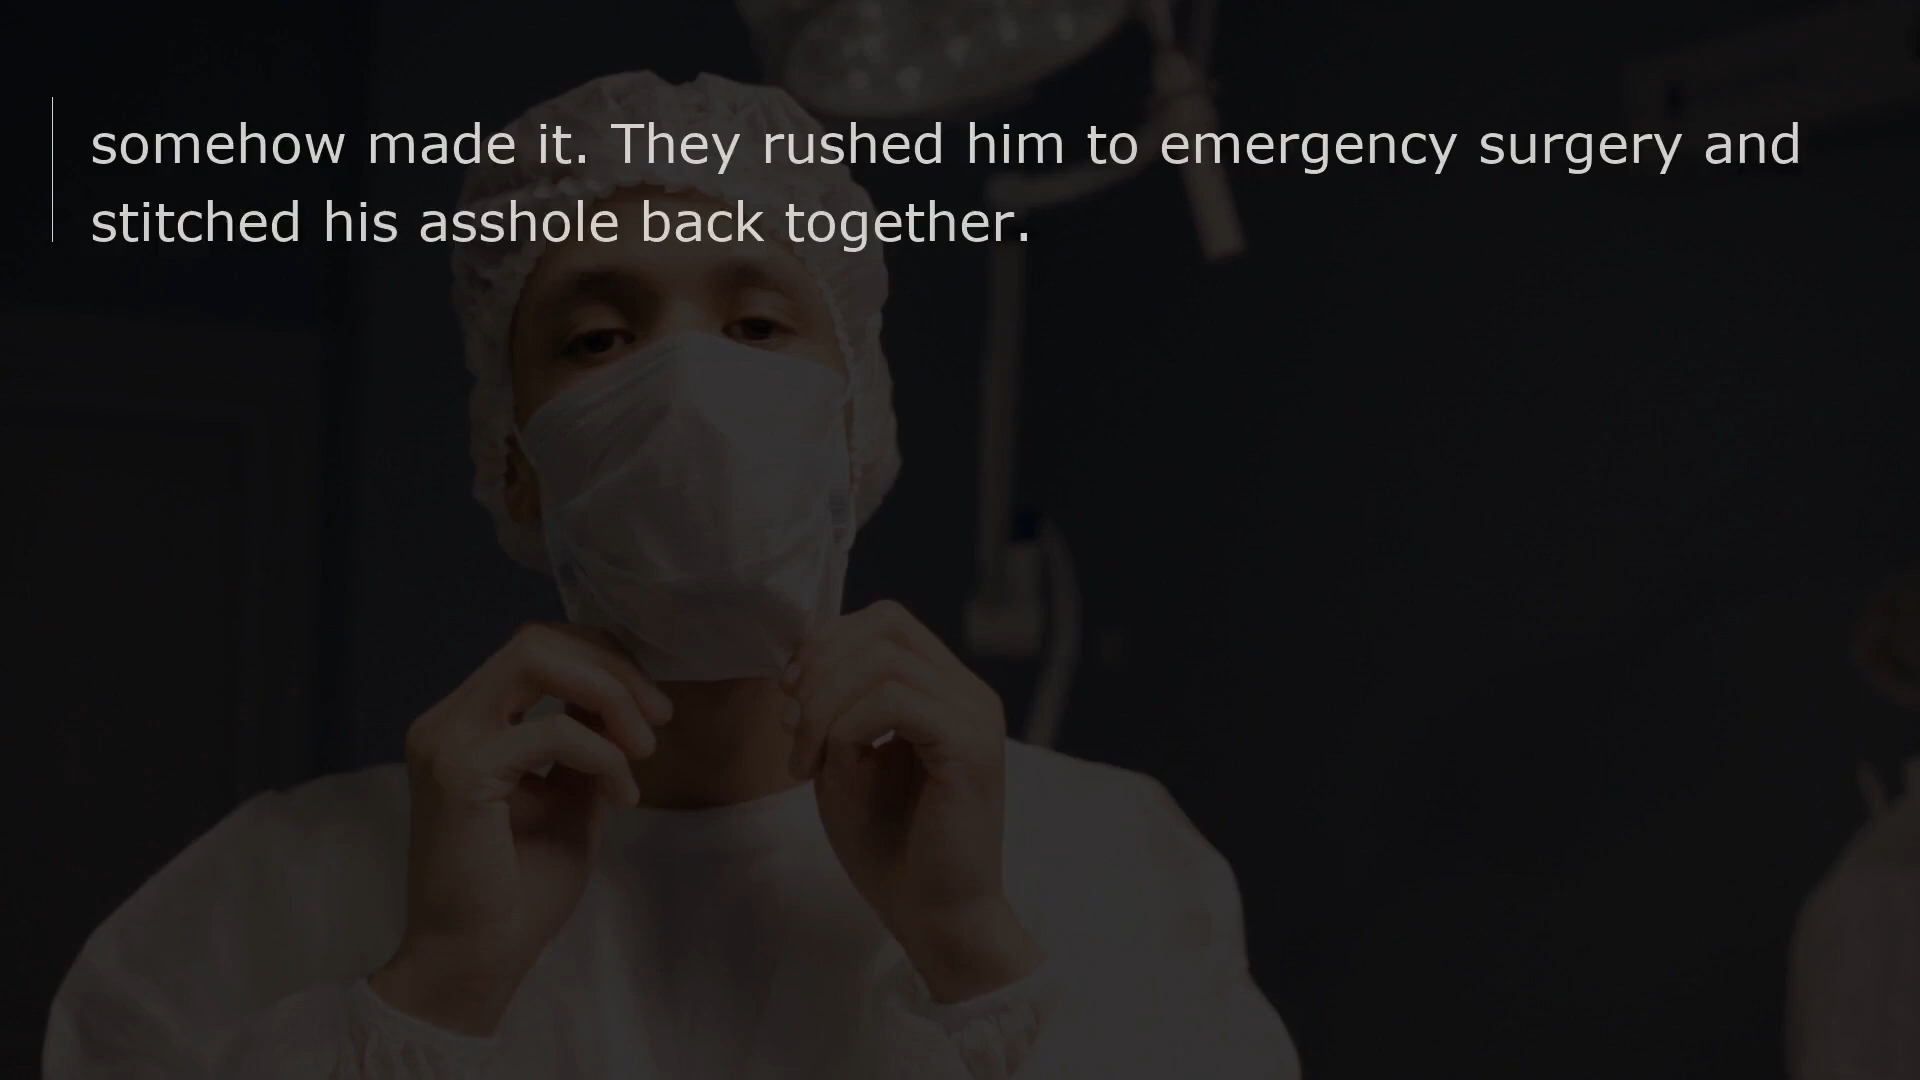 somehow made it. They rushed him to emergency surgery and
stitched his asshole back together.